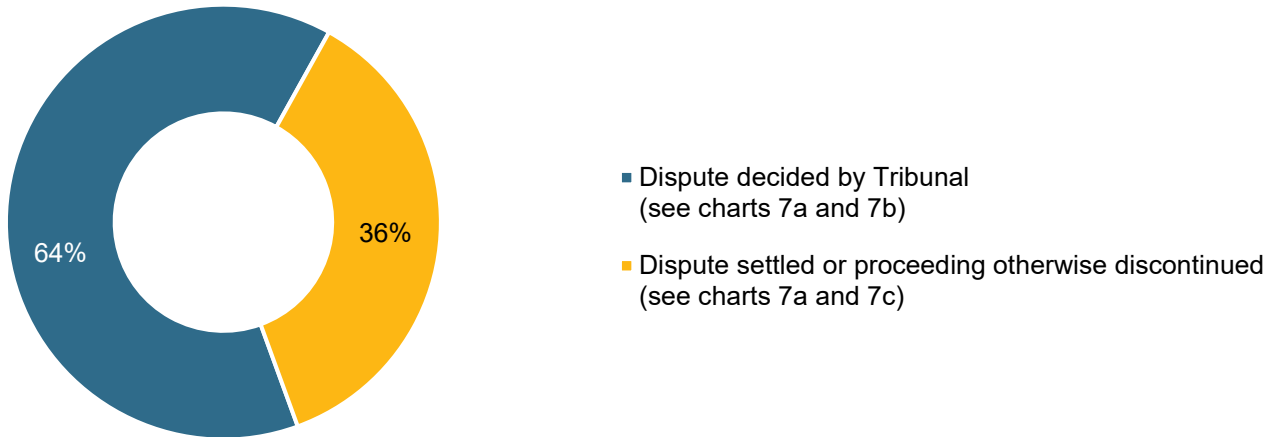 64%
36%
Dispute decided by Tribunal
(see charts 7a and 7b)
Dispute settled or proceeding otherwise discontinued
(see charts 7a and 7c)